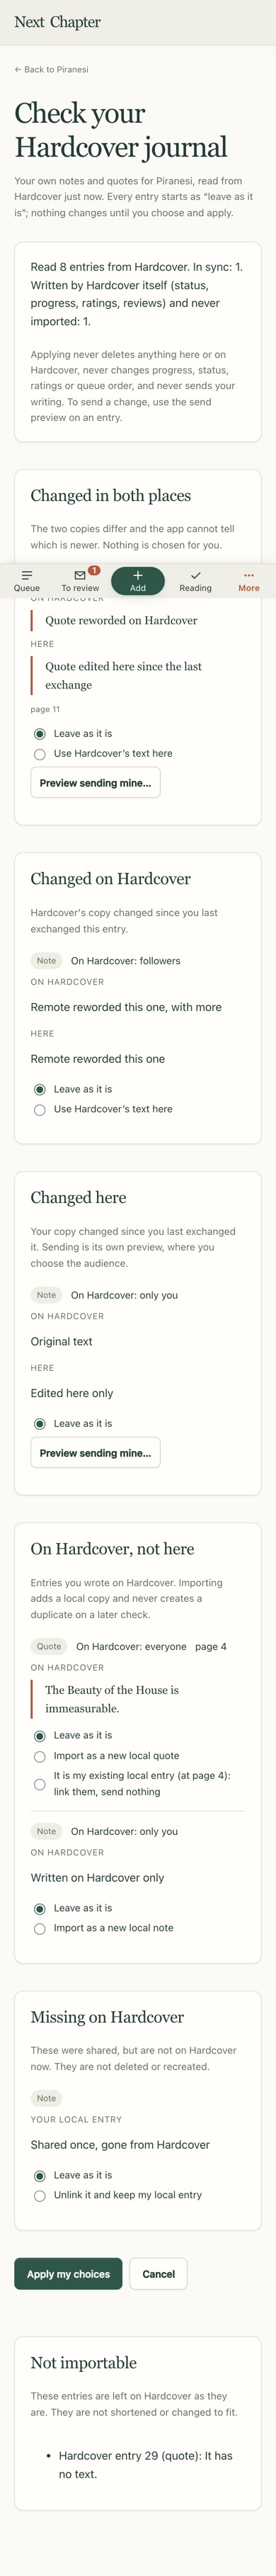 Next Chapter
← Back to Piranesi
Check your
Hardcover journal
Your own notes and quotes for Piranesi, read from
Hardcover just now. Every entry starts as “leave as it
is”; nothing changes until you choose and apply.
Read 8 entries from Hardcover. In sync: 1.
Written by Hardcover itself (status,
progress, ratings, reviews) and never
imported: 1.
Applying never deletes anything here or on
Hardcover, never changes progress, status,
ratings or queue order, and never sends your
writing. To send a change, use the send
preview on an entry.
Changed in both places
The two copies differ and the app cannot tell
which is newer. Nothing is chosen for you.
Queue
To review
1
Add
Reading
More
ON HARDCOVER
Quote reworded on Hardcover
HERE
Quote edited here since the last
exchange
page 11
Leave as it is
Use Hardcover’s text here
Preview sending mine…
Changed on Hardcover
Hardcover's copy changed since you last
exchanged this entry.
Note On Hardcover: followers
ON HARDCOVER
Remote reworded this one, with more
HERE
Remote reworded this one
Leave as it is
Use Hardcover’s text here
Changed here
Your copy changed since you last exchanged
it. Sending is its own preview, where you
choose the audience.
Note On Hardcover: only you
ON HARDCOVER
Original text
HERE
Edited here only
Leave as it is
Preview sending mine…
On Hardcover, not here
Entries you wrote on Hardcover. Importing
adds a local copy and never creates a
duplicate on a later check.
Quote On Hardcover: everyone page 4
ON HARDCOVER
The Beauty of the House is
immeasurable.
Leave as it is
Import as a new local quote
It is my existing local entry (at page 4):
link them, send nothing
Note On Hardcover: only you
ON HARDCOVER
Written on Hardcover only
Leave as it is
Import as a new local note
Missing on Hardcover
These were shared, but are not on Hardcover
now. They are not deleted or recreated.
Note
YOUR LOCAL ENTRY
Shared once, gone from Hardcover
Leave as it is
Unlink it and keep my local entry
Apply my choices
Cancel
Not importable
These entries are left on Hardcover as they
are. They are not shortened or changed to fit.
• Hardcover entry 29 (quote): It has
no text.